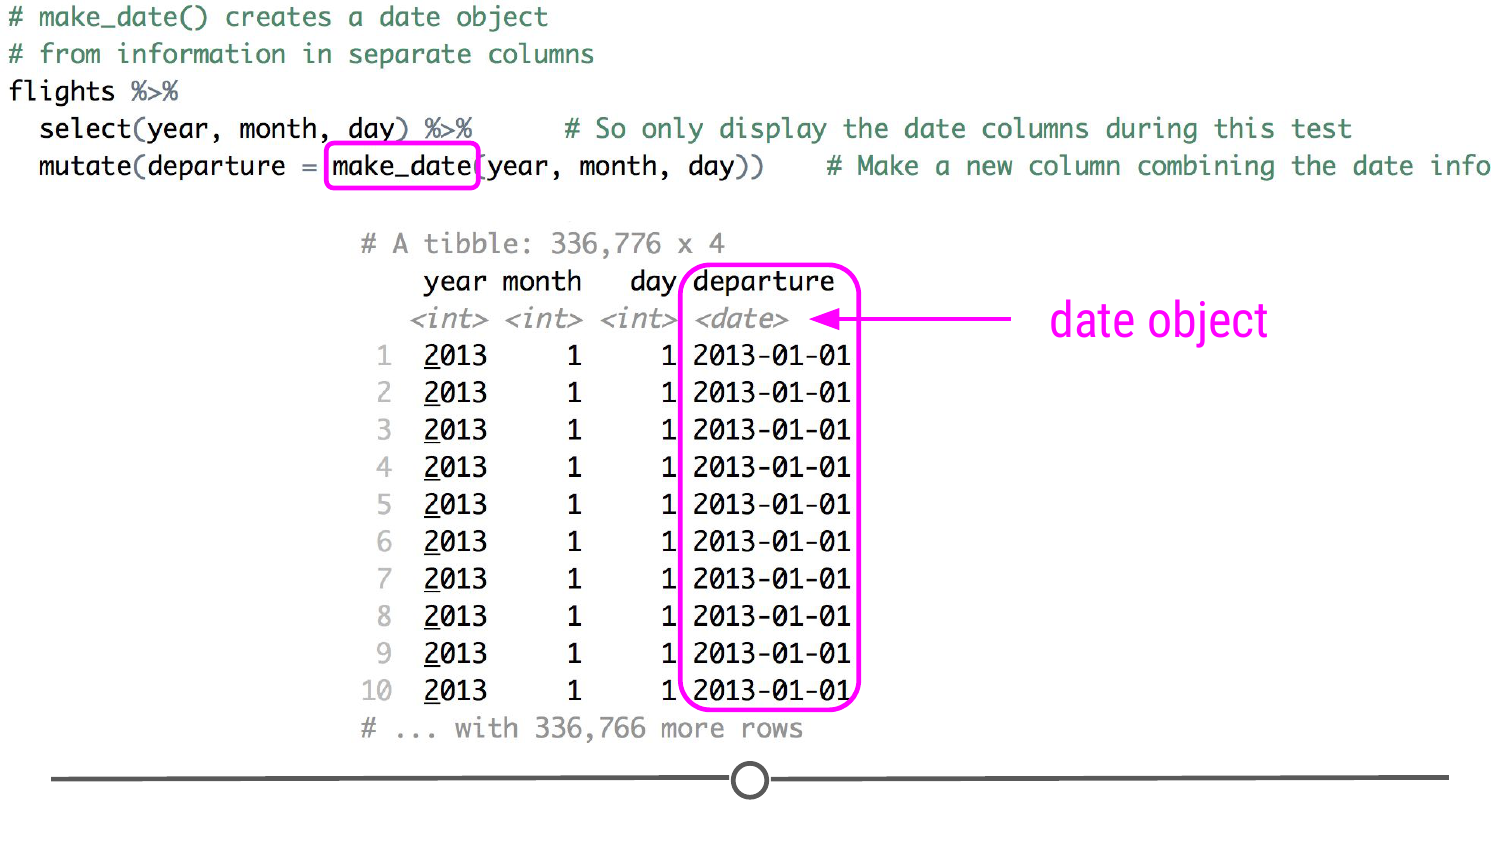 # make_date() creates a date object
# from information in separate columns
flights %>%
  select(year, month, day) %>%      # So only display the date columns during this test
  mutate(departure = make_date(year, month, day))    # Make a new column combining the date info
# A tibble: 336,776 x 4
    year month   day departure
   <int> <int> <int> <date>
date object
 1  2013     1     1 2013-01-01
 2  2013     1     1 2013-01-01
 3  2013     1     1 2013-01-01
 4  2013     1     1 2013-01-01
 5  2013     1     1 2013-01-01
 6  2013     1     1 2013-01-01
 7  2013     1     1 2013-01-01
 8  2013     1     1 2013-01-01
 9  2013     1     1 2013-01-01
10  2013     1     1 2013-01-01
# ... with 336,766 more rows